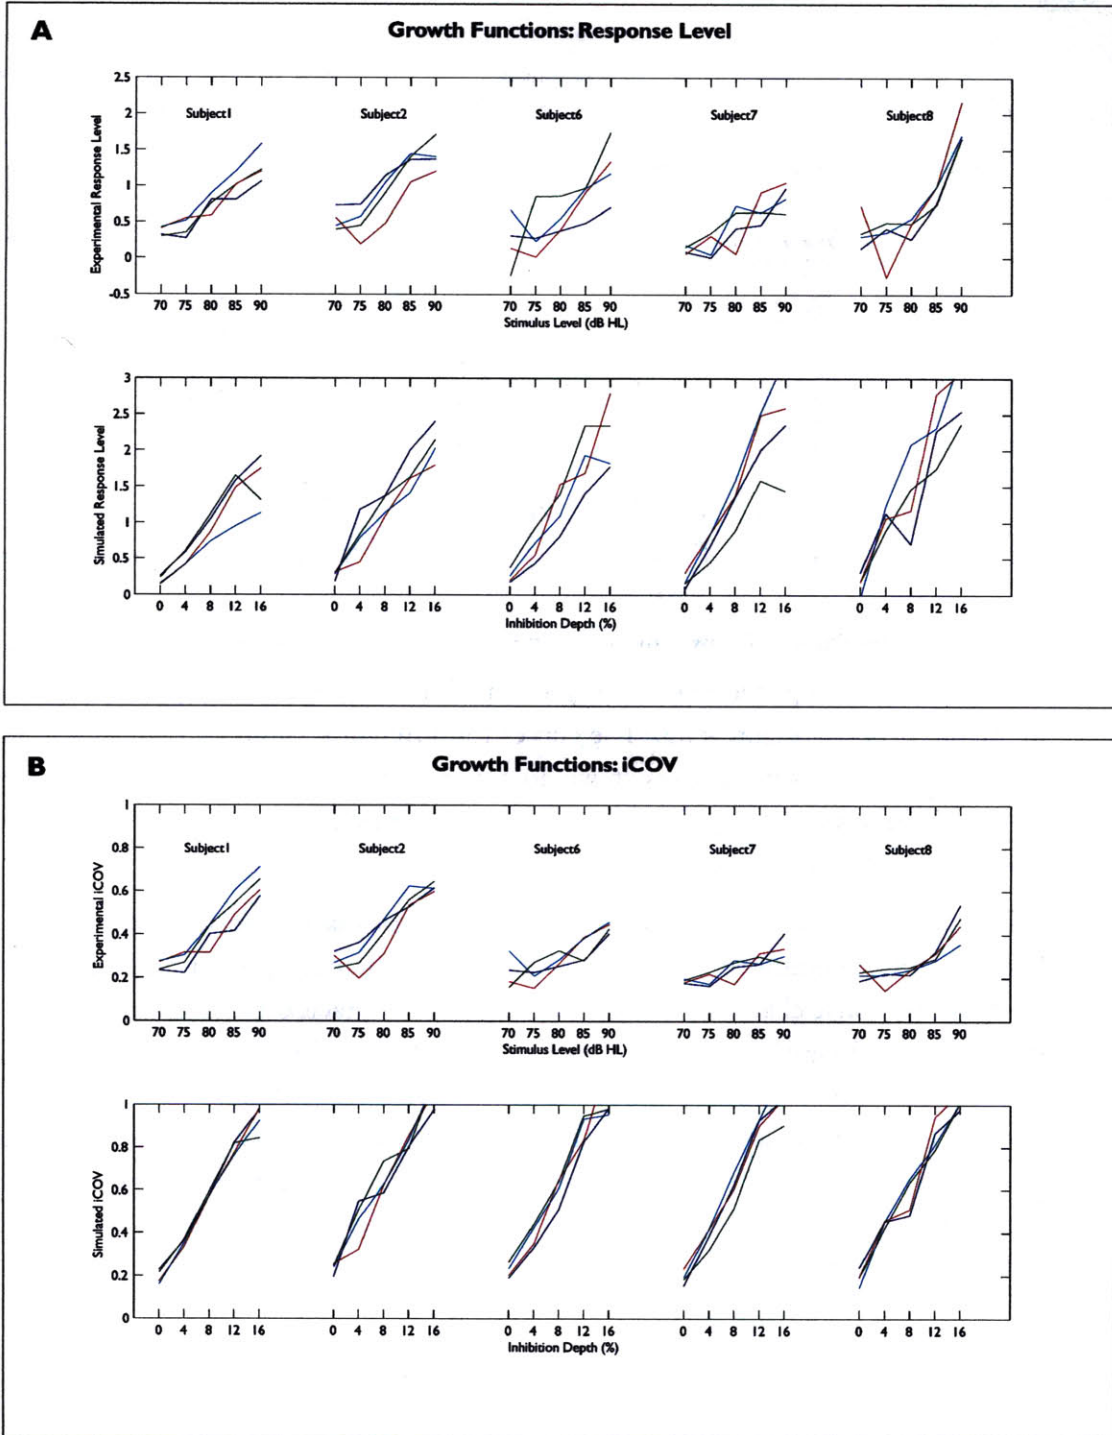 A
Growth Functions: Response Level
2.5
2
1.5
1
0.5
0
-0.5
Experimental Response Level
Subject1
Subject2
Subject6
Subject7
Subject8
70 75 80 85 90 70 75 80 85 90 70 75 80 85 90 70 75 80 85 90 70 75 80 85 90
Stimulus Level (dB HL)
3
2.5
2
1.5
1
0.5
0
Simulated Response Level
0 4 8 12 16 0 4 8 12 16 0 4 8 12 16 0 4 8 12 16 0 4 8 12 16
Inhibition Depth (%)
B
Growth Functions: iCOV
1
0.8
0.6
0.4
0.2
0
Experimental iCOV
Subject1
Subject2
Subject6
Subject7
Subject8
70 75 80 85 90 70 75 80 85 90 70 75 80 85 90 70 75 80 85 90 70 75 80 85 90
Stimulus Level (dB HL)
1
0.8
0.6
0.4
0.2
0
Simulated iCOV
0 4 8 12 16 0 4 8 12 16 0 4 8 12 16 0 4 8 12 16 0 4 8 12 16
Inhibition Depth (%)